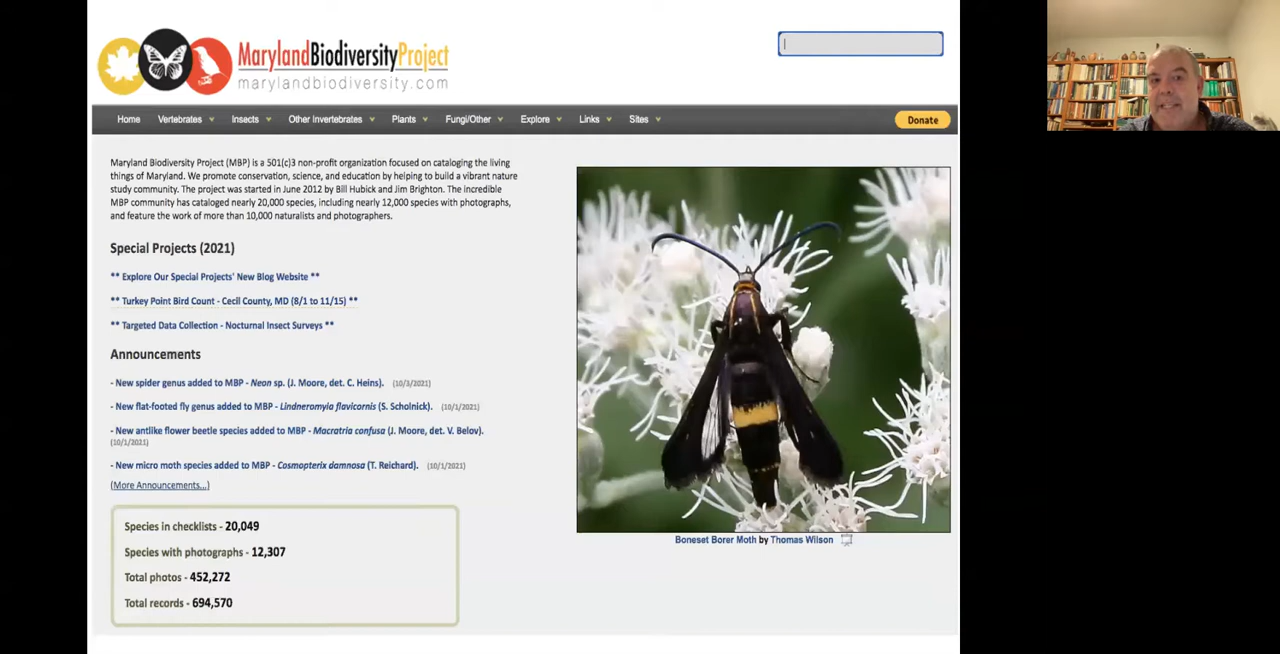 MarylandBiodiversityProject
marylandbiodiversity.com
Home Vertebrates Insects Other Invertebrates Plants Fungi/Other Explore Links Sites Donate
Maryland Biodiversity Project (MBP) is a 501(c)3 non-profit organization focused on cataloging the living
things of Maryland. We promote conservation, science, and education by helping to build a vibrant nature
study community. The project was started in June 2012 by Bill Hubick and Jim Brighton. The incredible
MBP community has cataloged nearly 20,000 species, including nearly 12,000 species with photographs,
and feature the work of more than 10,000 naturalists and photographers.
Special Projects (2021)
** Explore Our Special Projects' New Blog Website **
** Turkey Point Bird Count - Cecil County, MD (8/1 to 11/15) **
** Targeted Data Collection - Nocturnal Insect Surveys **
Announcements
- New spider genus added to MBP - Neon sp. (J. Moore, det. C. Heins). (10/3/2021)
- New flat-footed fly genus added to MBP - Lindneromyia flavicornis (S. Scholnick). (10/1/2021)
- New antlike flower beetle species added to MBP - Macratria confusa (J. Moore, det. V. Belov).
(10/1/2021)
- New micro moth species added to MBP - Cosmopterix damnosa (T. Reichard). (10/1/2021)
(More Announcements...)
Species in checklists - 20,049
Species with photographs - 12,307
Total photos - 452,272
Total records - 694,570
Boneset Borer Moth by Thomas Wilson